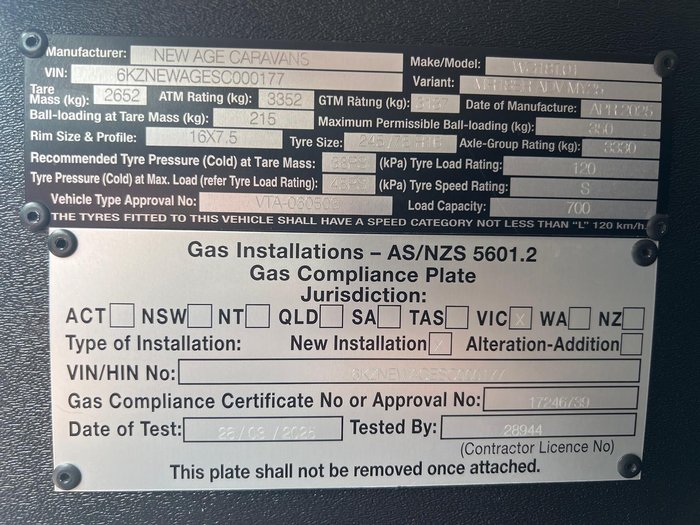 Manufacturer: NEW AGE CARAVANS Make/Model:
VIN: 6KZNEWAGESC000177 Variant:
Tare Mass (kg): 2652 ATM Rating (kg): 3352 GTM Rating (kg): Date of Manufacture: APR 2025
Ball-loading at Tare Mass (kg): 215 Maximum Permissible Ball-loading (kg): 350
Rim Size & Profile: 16X7.5 Tyre Size: Axle-Group Rating (kg):
Recommended Tyre Pressure (Cold) at Tare Mass: (kPa) Tyre Load Rating: 120
Tyre Pressure (Cold) at Max. Load (refer Tyre Load Rating): (kPa) Tyre Speed Rating: S
Vehicle Type Approval No: Load Capacity: 700
THE TYRES FITTED TO THIS VEHICLE SHALL HAVE A SPEED CATEGORY NOT LESS THAN "L" 120 km/h.
Gas Installations – AS/NZS 5601.2
Gas Compliance Plate
Jurisdiction:
ACT NSW NT QLD SA TAS VIC X WA NZ
Type of Installation: New Installation X Alteration-Addition
VIN/HIN No: 6KZNEWAGESC000177
Gas Compliance Certificate No or Approval No: 17246739
Date of Test: Tested By: 28944
(Contractor Licence No)
This plate shall not be removed once attached.